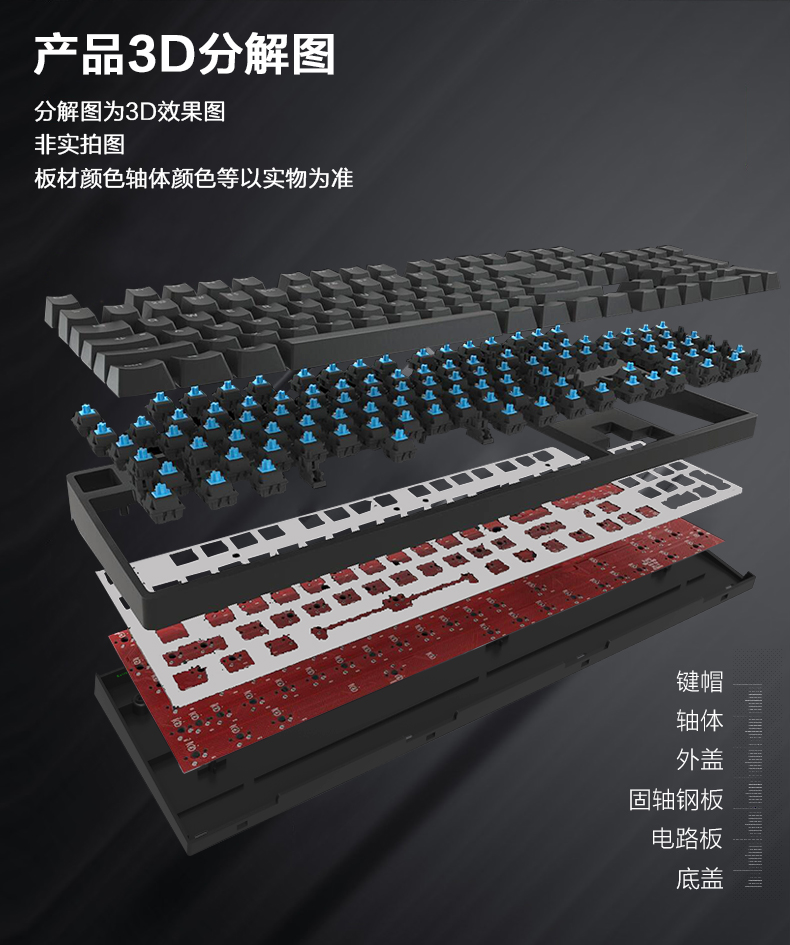 产品3D分解图
分解图为3D效果图
非实拍图
板材颜色轴体颜色等以实物为准
键帽
轴体
外盖
固轴钢板
电路板
底盖